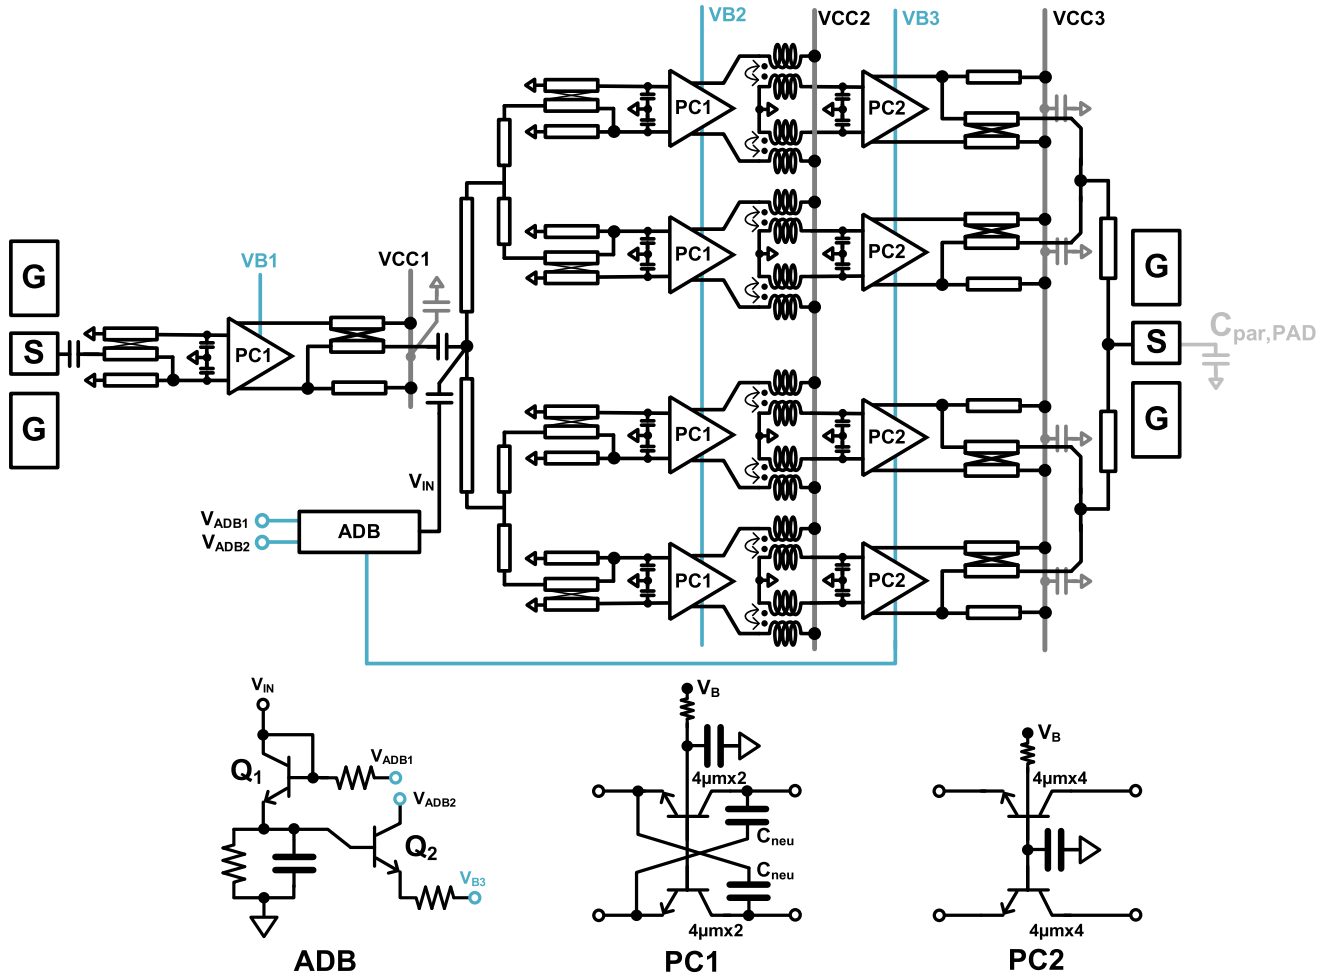 VB2
VCC2
VB3
VCC3
PC1
PC2
PC1
PC2
VB1
VCC1
G
S
G
PC1
G
S
G
Cpar,PAD
PC1
PC2
VIN
VADB1
VADB2
ADB
PC1
PC2
VIN
Q1
VADB1
VADB2
Q2
VB3
ADB
VB
4μmx2
Cneu
Cneu
4μmx2
PC1
VB
4μmx4
4μmx4
PC2